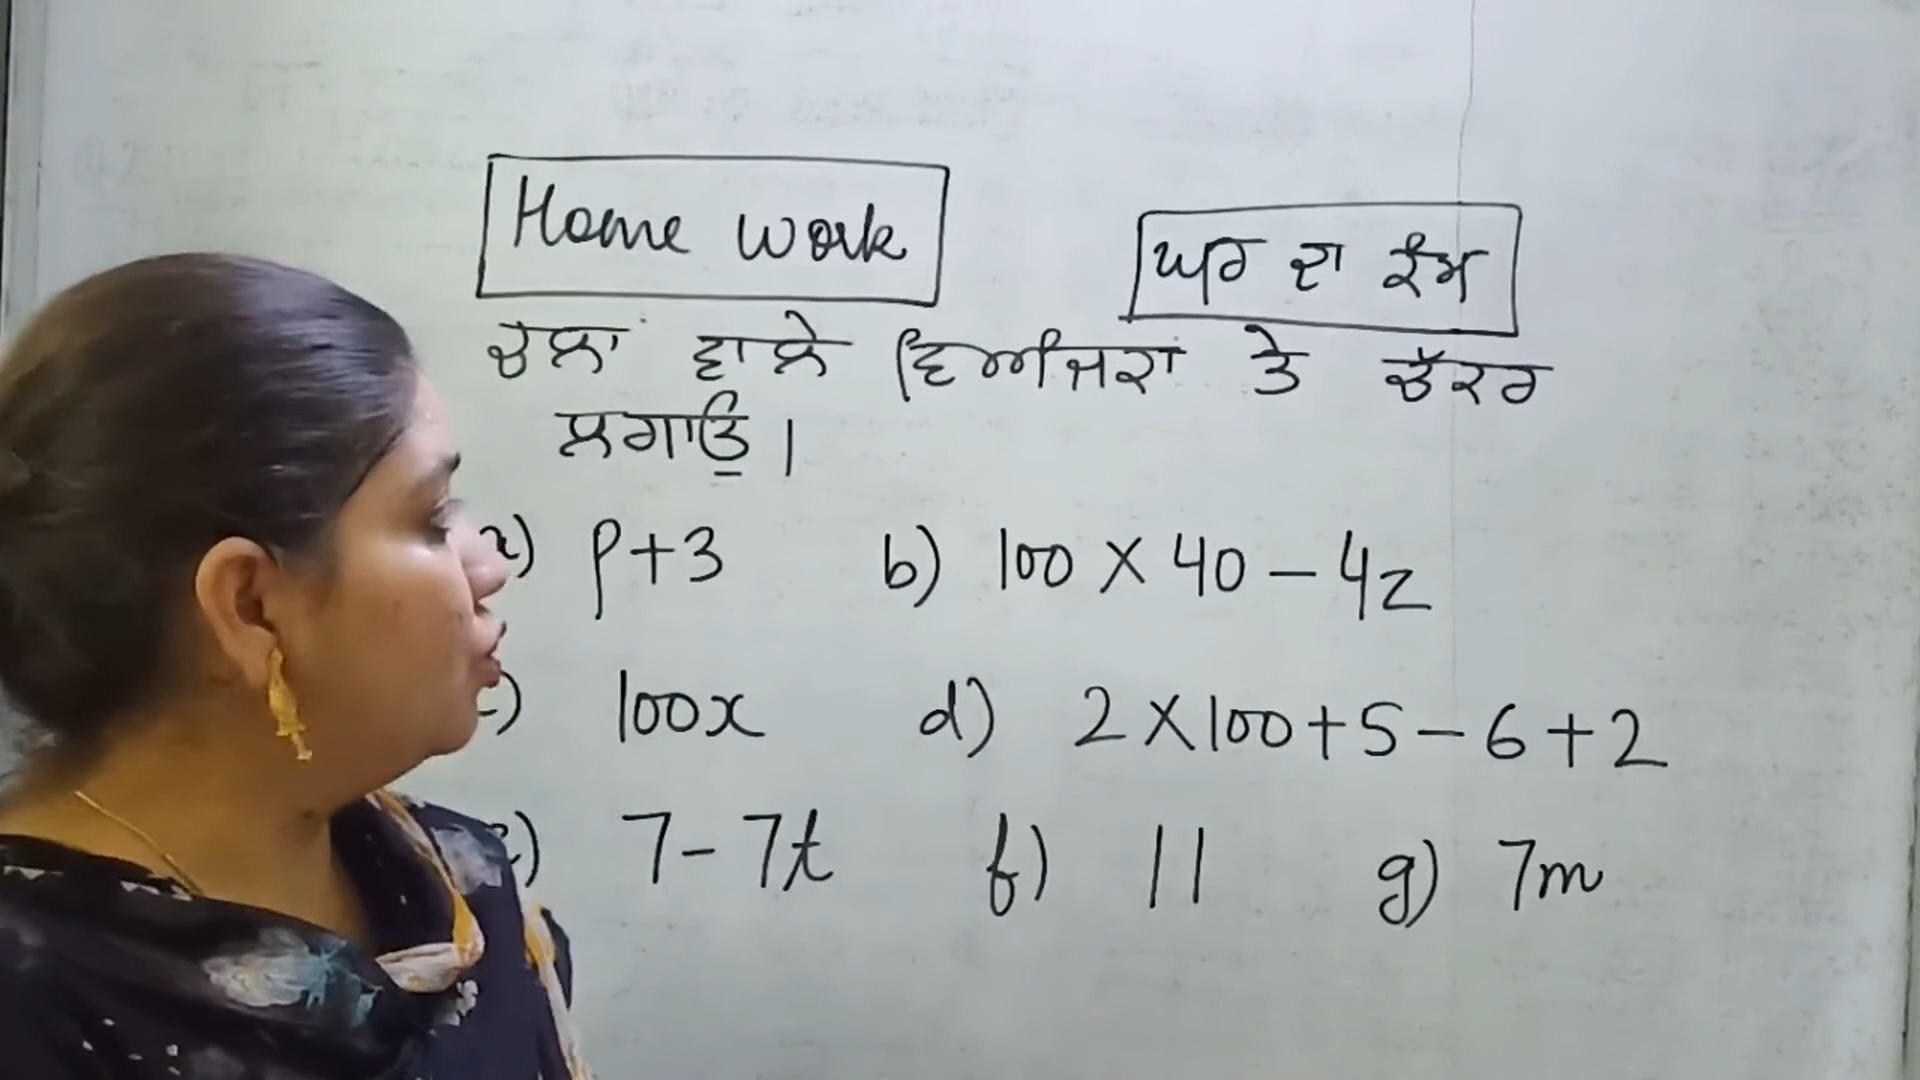 Home work
ਘਰ ਦਾ ਕੰਮ
ਚਲਾਂ ਵਾਲੇ ਵਿਅੰਜਕਾਂ ਤੇ ਚੱਕਰ
ਲਗਾਉ।
a) p+3 b) 100 × 40 - 4z
) 100x d) 2 × 100 + 5 - 6 + 2
) 7 - 7t f) 11 g) 7m